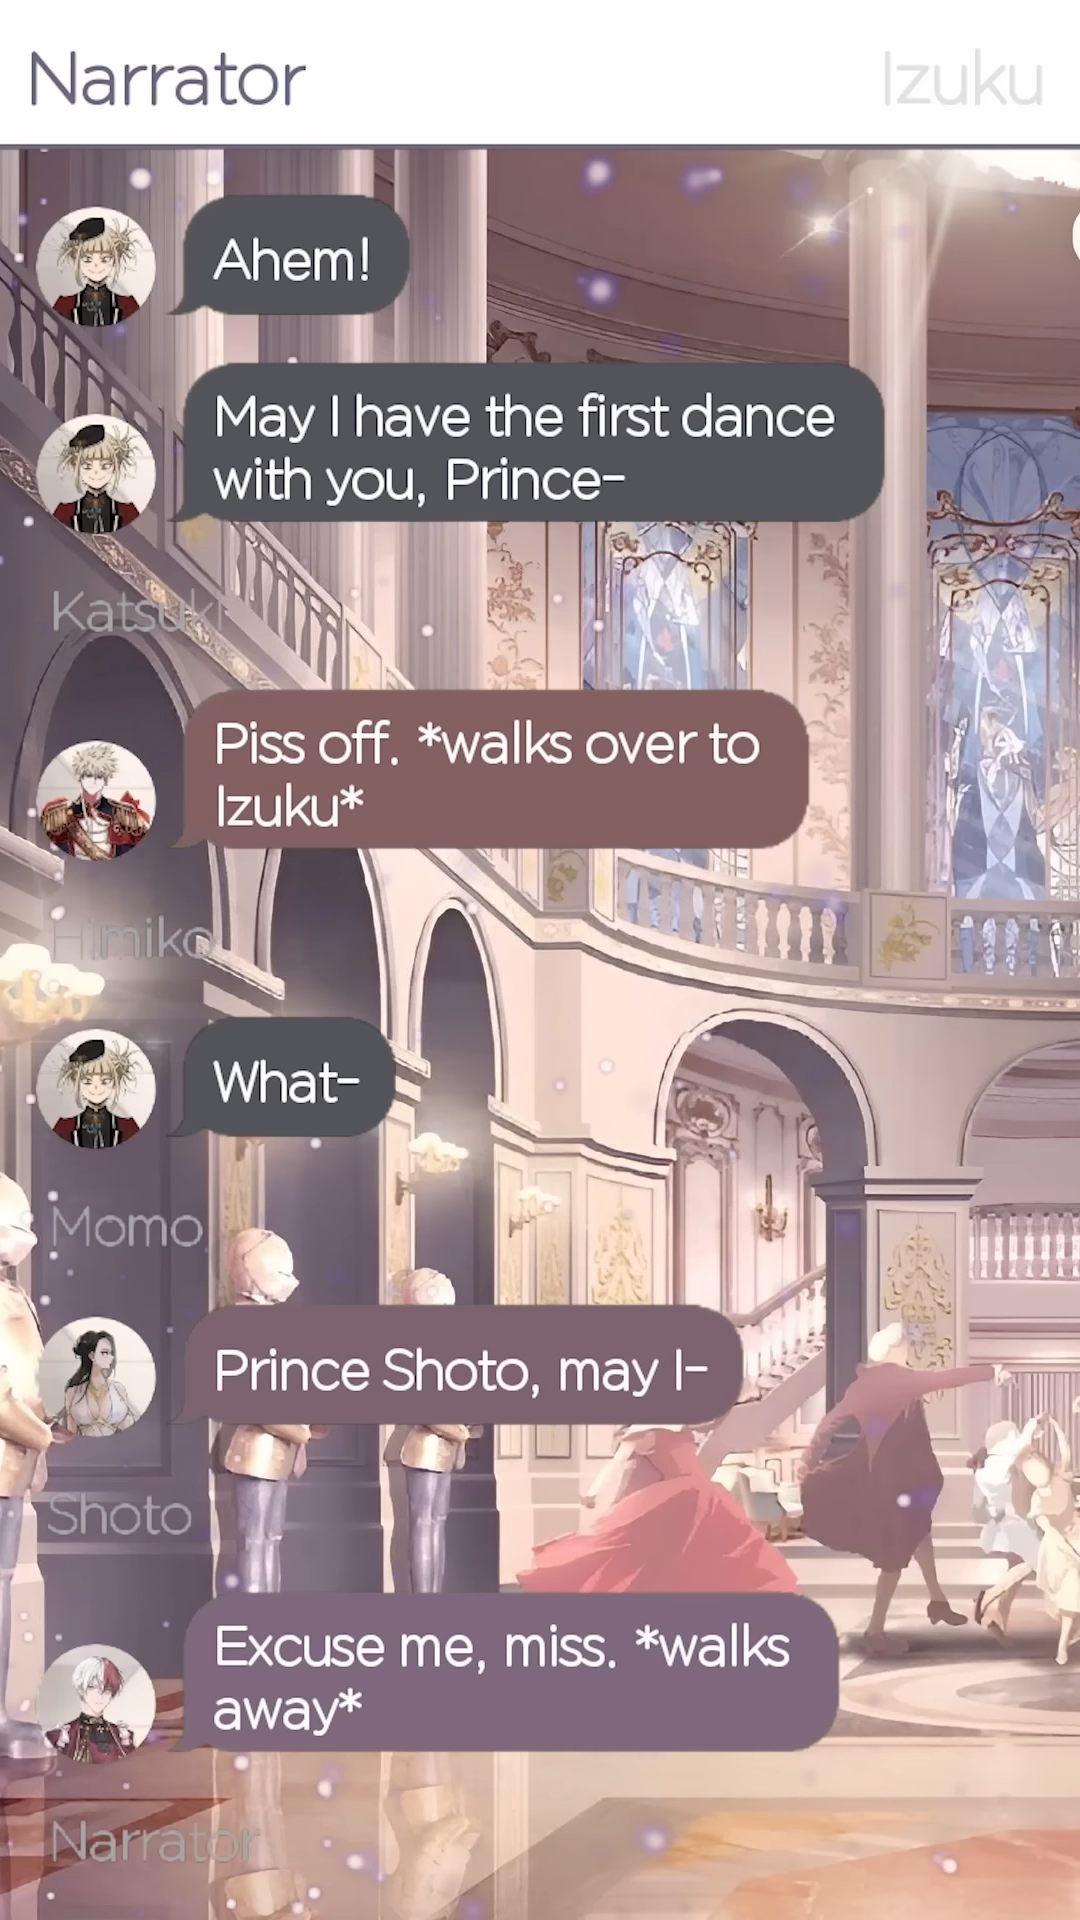 Narrator
Izuku
Ahem!
May I have the first dance
with you, Prince-
Katsuki
Piss off. *walks over to
Izuku*
Himiko
What-
Momo
Prince Shoto, may I-
Shoto
Excuse me, miss. *walks
away*
Narrator